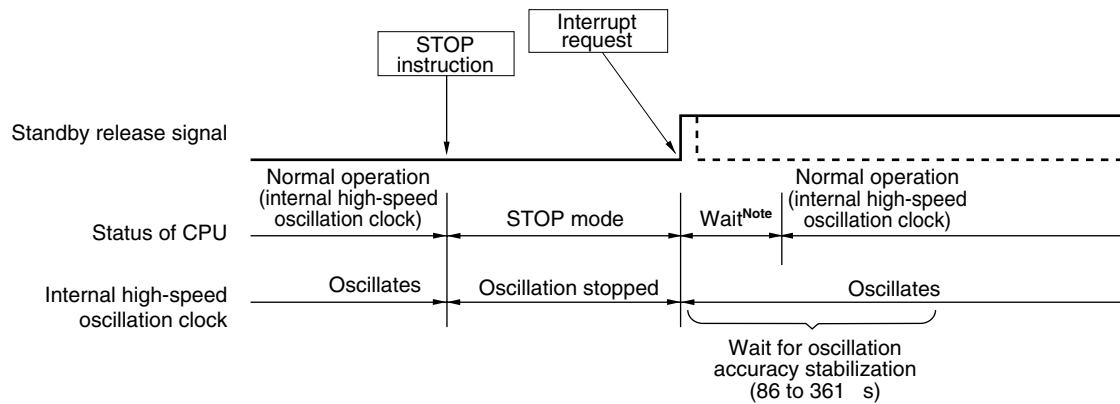 Interrupt
request
STOP
instruction
Standby release signal
Normal operation
(internal high-speed
oscillation clock)
Normal operation
(internal high-speed
oscillation clock)
Status of CPU
STOP mode
WaitNote
Internal high-speed
oscillation clock
Oscillates
Oscillation stopped
Oscillates
Wait for oscillation
accuracy stabilization
(86 to 361 s)